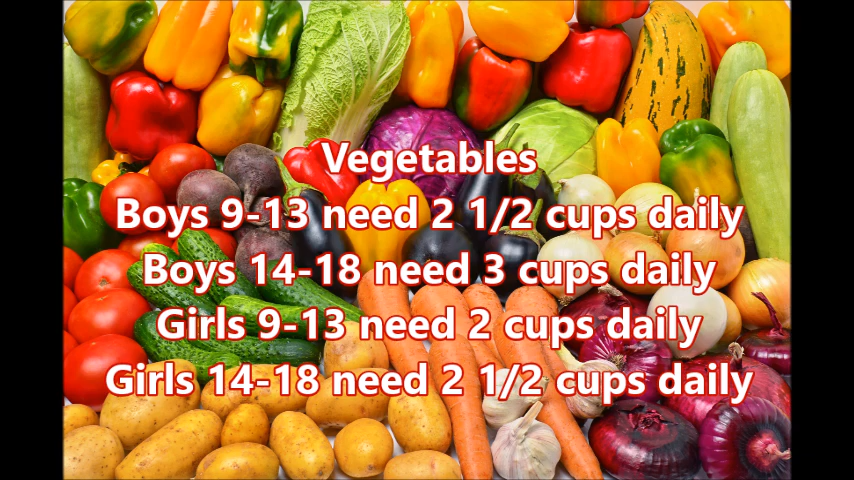 Vegetables
Boys 9-13 need 2 1/2 cups daily
Boys 14-18 need 3 cups daily
Girls 9-13 need 2 cups daily
Girls 14-18 need 2 1/2 cups daily